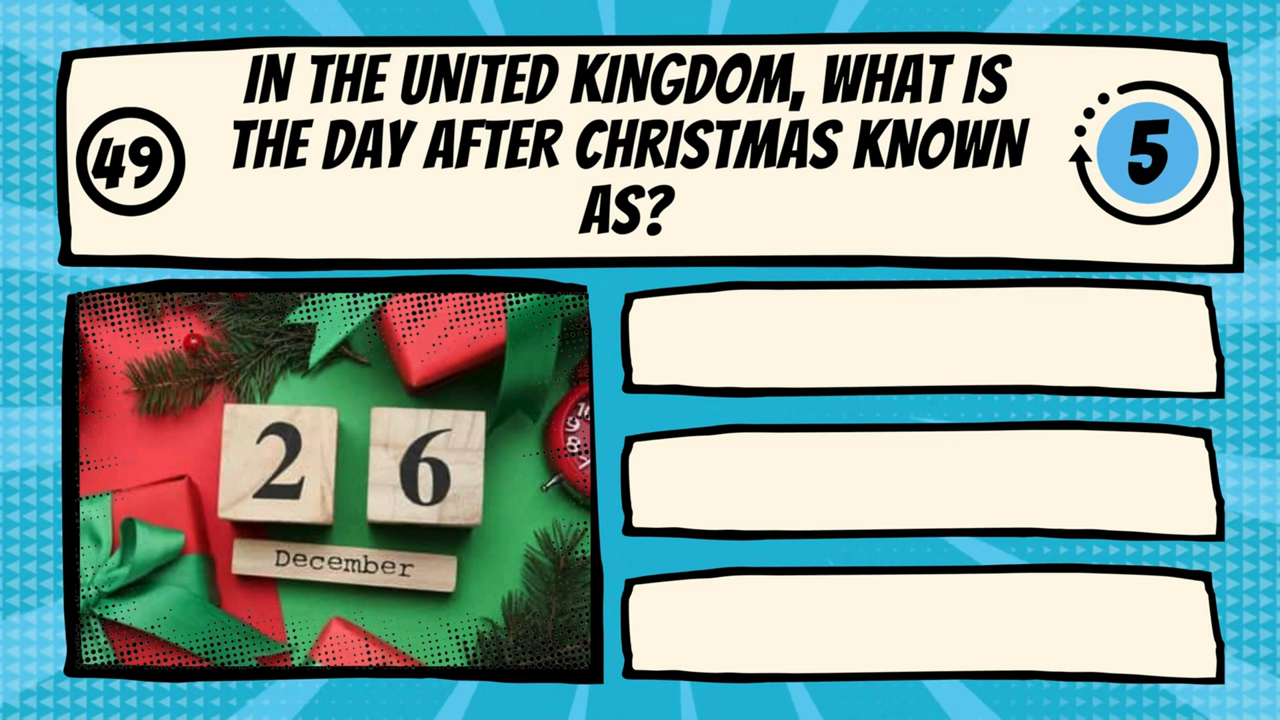 49
IN THE UNITED KINGDOM, WHAT IS
THE DAY AFTER CHRISTMAS KNOWN
AS?
5
2 6
December